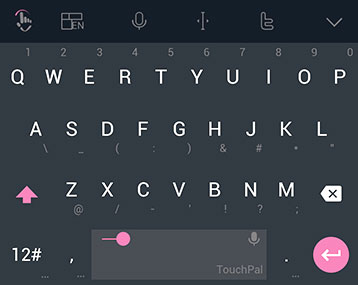 EN
1 2 3 4 5 6 7 8 9 0
Q W E R T Y U I O P
A S D F G H J K L
\ _ ( : ) & # * "
Z X C V B N M
@ / - ' ! ? ;
12# , . 
... TouchPal ...